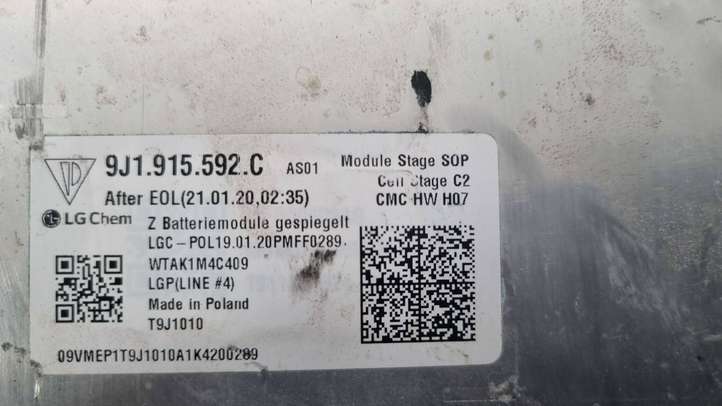 9J1.915.592.C AS01 Module Stage SOP
After EOL(21.01.20,02:35) Cell Stage C2
LG Chem Z Batteriemodule gespiegelt CMC HW H07
LGC-POL19.01.20PMFF0289
WTAK1M4C409
LGP(LINE #4)
Made in Poland
T9J1010
09VMEP1T9J1010A1K4200289